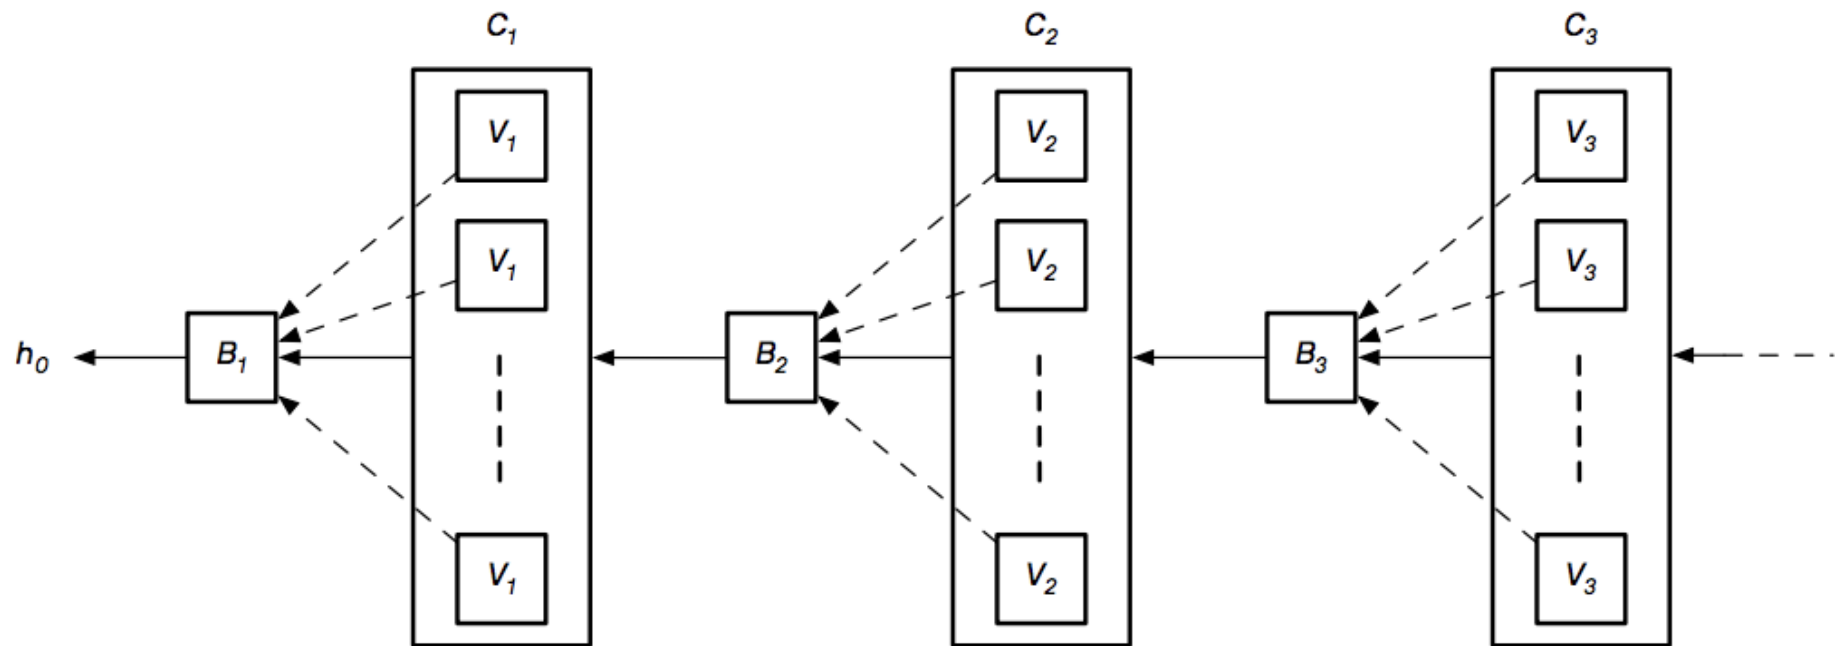 C₁ C₂ C₃
V₁ V₂ V₃
V₁ V₂ V₃
h₀ B₁ B₂ B₃
V₁ V₂ V₃